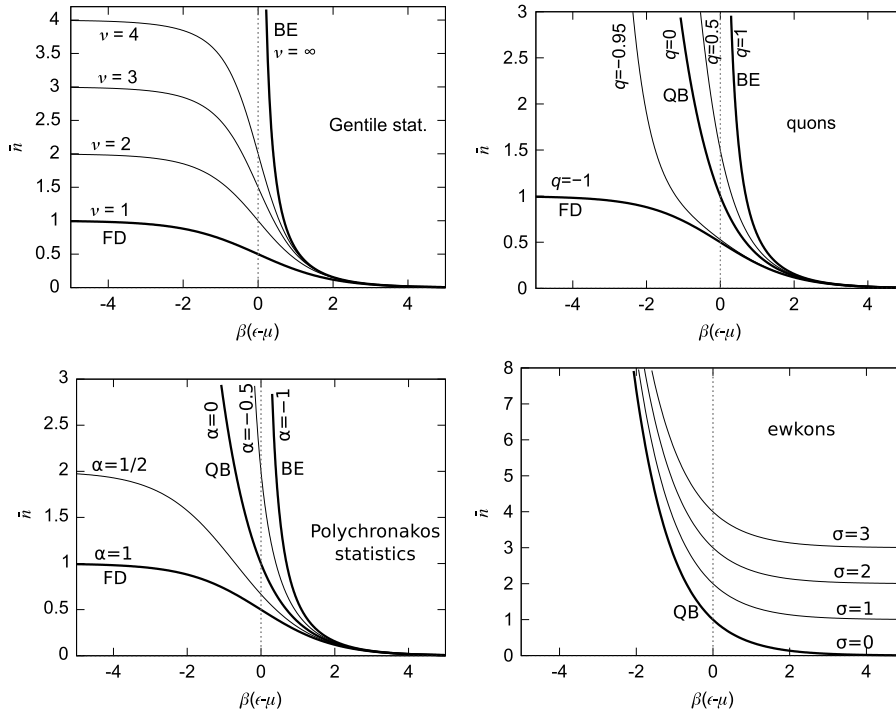 4
3.5
3
2.5
2
1.5
1
0.5
0
n̄
ν = 4
ν = 3
ν = 2
ν = 1
FD
BE
ν = ∞
Gentile stat.
-4 -2 0 2 4
β(ϵ-μ)
3
2.5
2
1.5
1
0.5
0
n̄
q=−0.95
q=0
q=0.5
q=1
QB
BE
quons
q=−1
FD
-4 -2 0 2 4
β(ϵ-μ)
3
2.5
2
1.5
1
0.5
0
n̄
α=0
α=−0.5
α=−1
QB
BE
α=1/2
α=1
FD
Polychronakos
statistics
-4 -2 0 2 4
β(ϵ-μ)
8
7
6
5
4
3
2
1
0
n̄
ewkons
σ=3
σ=2
σ=1
σ=0
QB
-4 -2 0 2 4
β(ϵ-μ)